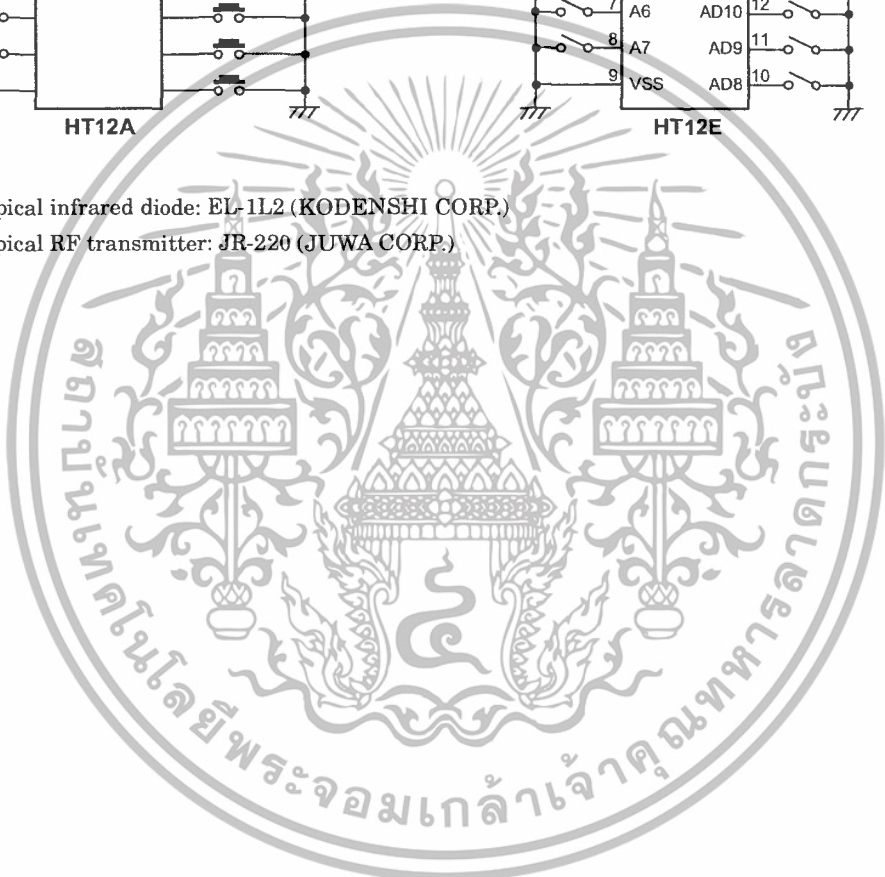 7 A6 AD10 12
8 A7 AD9 11
9 VSS AD8 10
HT12A HT12E
pical infrared diode: EL-1L2 (KODENSHI CORP.)
pical RF transmitter: JR-220 (JUWA CORP.)
สถาบันเทคโนโลยีพระจอมเกล้าเจ้าคุณทหารลาดกระบัง